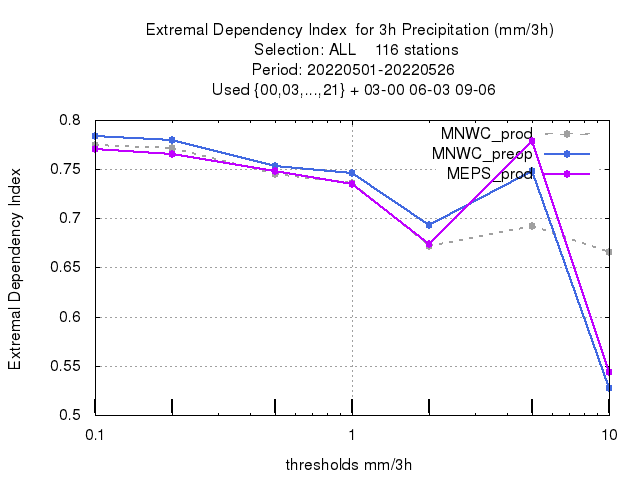 Extremal Dependency Index  for 3h Precipitation (mm/3h)
Selection: ALL    116 stations
Period: 20220501-20220526
Used {00,03,...,21} + 03-00 06-03 09-06
MNWC_prod
MNWC_preop
MEPS_prod
Extremal Dependency Index
0.8
0.75
0.7
0.65
0.6
0.55
0.5
0.1
1
10
thresholds mm/3h